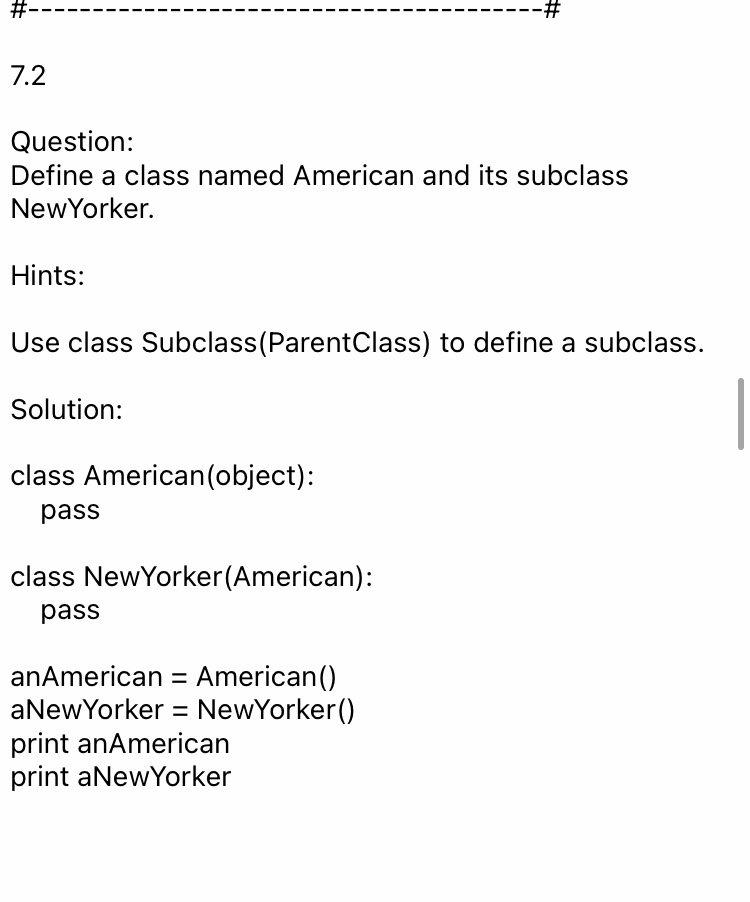 #----------------------------------------#
7.2
Question:
Define a class named American and its subclass
NewYorker.
Hints:
Use class Subclass(ParentClass) to define a subclass.
Solution:
class American(object):
    pass
class NewYorker(American):
    pass
anAmerican = American()
aNewYorker = NewYorker()
print anAmerican
print aNewYorker